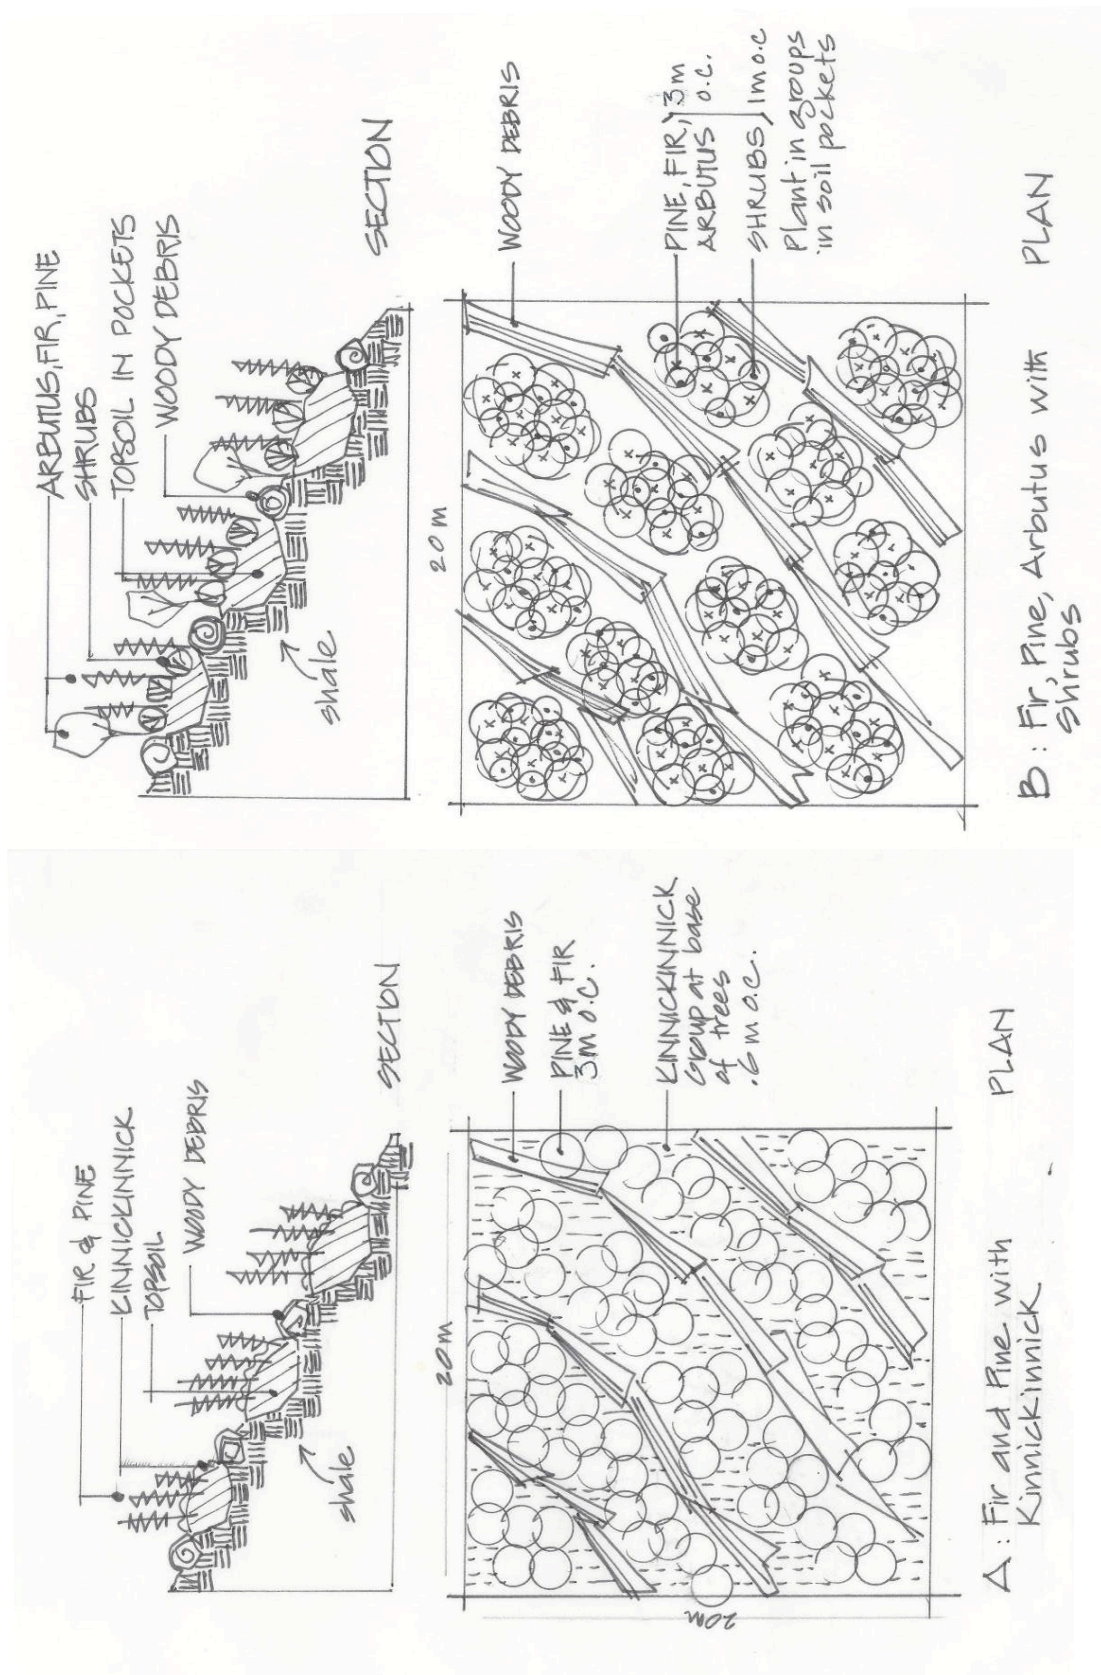 FIR & PINE
KINNICKINNICK
TOPSOIL
WOODY DEBRIS
shale
SECTION
20m
20m
WOODY DEBRIS
PINE & FIR
3m o.c.
KINNICKINNICK
Group at base
of trees
.6 m o.c.
A: Fir and Pine with
Kinnickinnick
PLAN
ARBUTUS, FIR, PINE
SHRUBS
TOPSOIL IN POCKETS
WOODY DEBRIS
shale
SECTION
20m
WOODY DEBRIS
PINE, FIR, 3m
ARBUTUS o.c.
SHRUBS 1m o.c
Plant in groups
in soil pockets
B: Fir, Pine, Arbutus with
Shrubs
PLAN